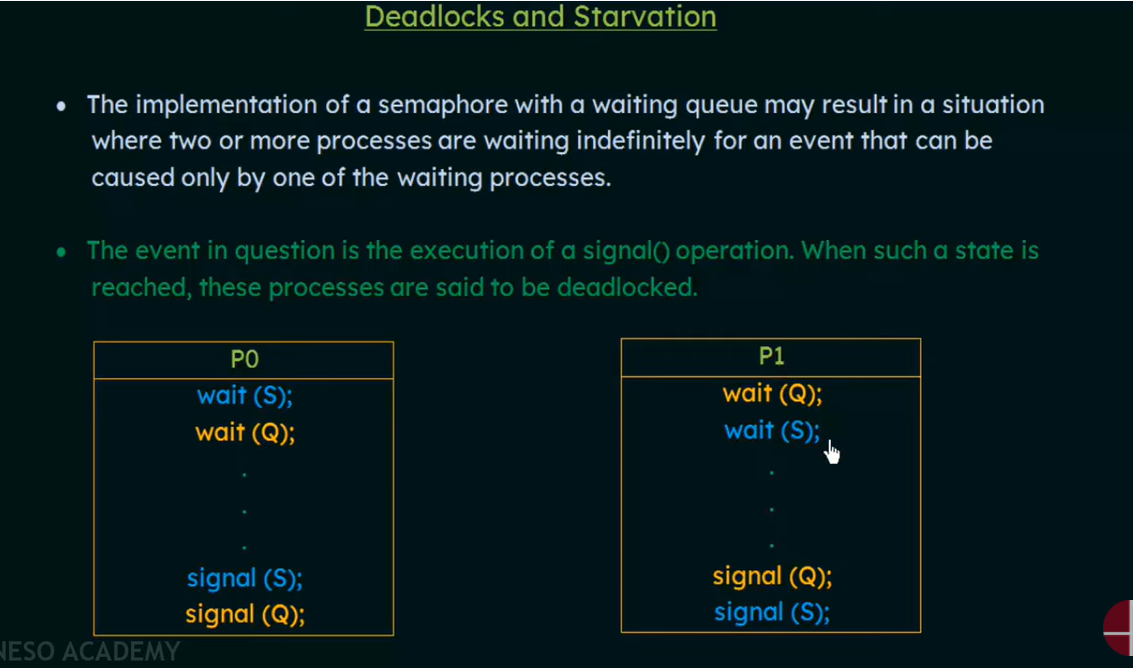 Deadlocks and Starvation
• The implementation of a semaphore with a waiting queue may result in a situation
where two or more processes are waiting indefinitely for an event that can be
caused only by one of the waiting processes.
• The event in question is the execution of a signal() operation. When such a state is
reached, these processes are said to be deadlocked.
P0
wait (S);
wait (Q);
.
.
.
signal (S);
signal (Q);
P1
wait (Q);
wait (S);
.
.
.
signal (Q);
signal (S);
NESO ACADEMY